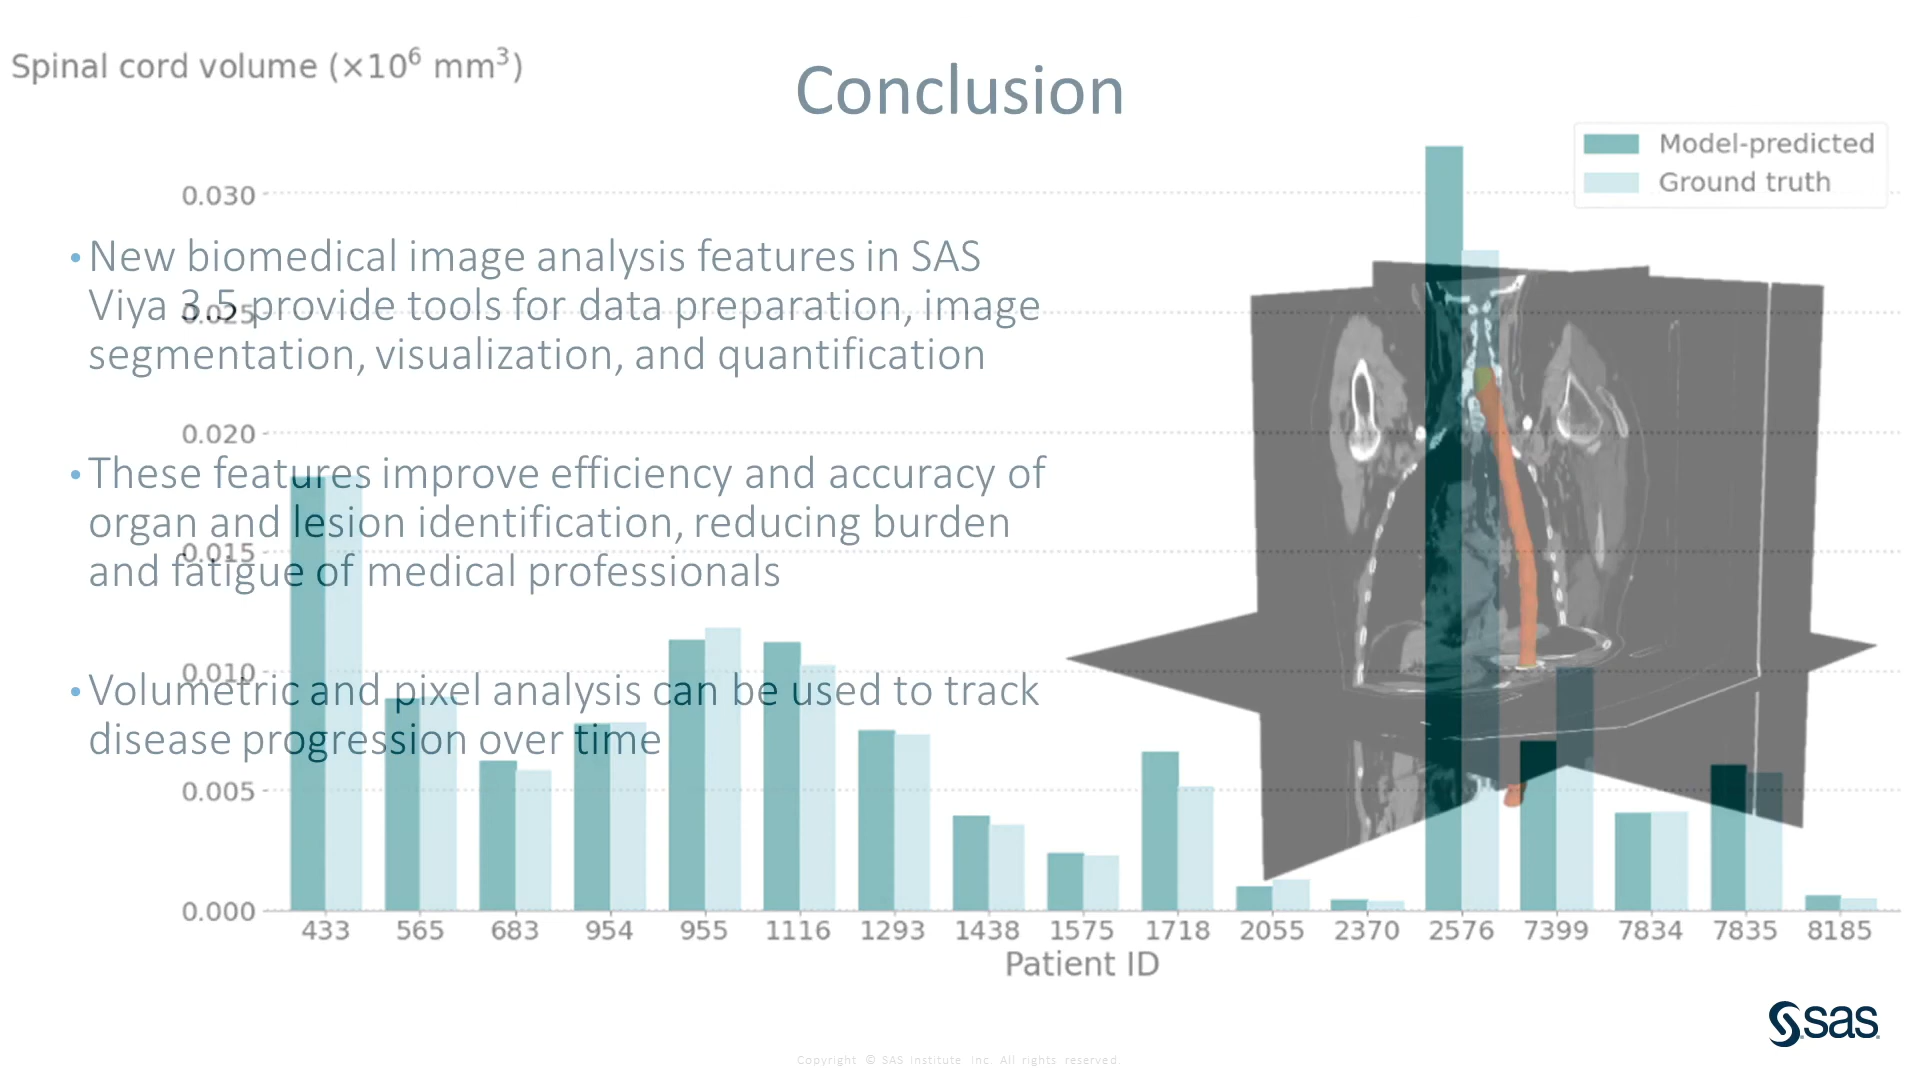 Spinal cord volume (×10⁶ mm³)
Conclusion
Model-predicted
Ground truth
0.030
0.025
0.020
0.015
0.010
0.005
0.000
• New biomedical image analysis features in SAS
Viya 3.5 provide tools for data preparation, image
segmentation, visualization, and quantification
• These features improve efficiency and accuracy of
organ and lesion identification, reducing burden
and fatigue of medical professionals
• Volumetric and pixel analysis can be used to track
disease progression over time
433 565 683 954 955 1116 1293 1438 1575 1718 2055 2370 2576 7399 7834 7835 8185
Patient ID
sas
Copyright © SAS Institute Inc. All rights reserved.